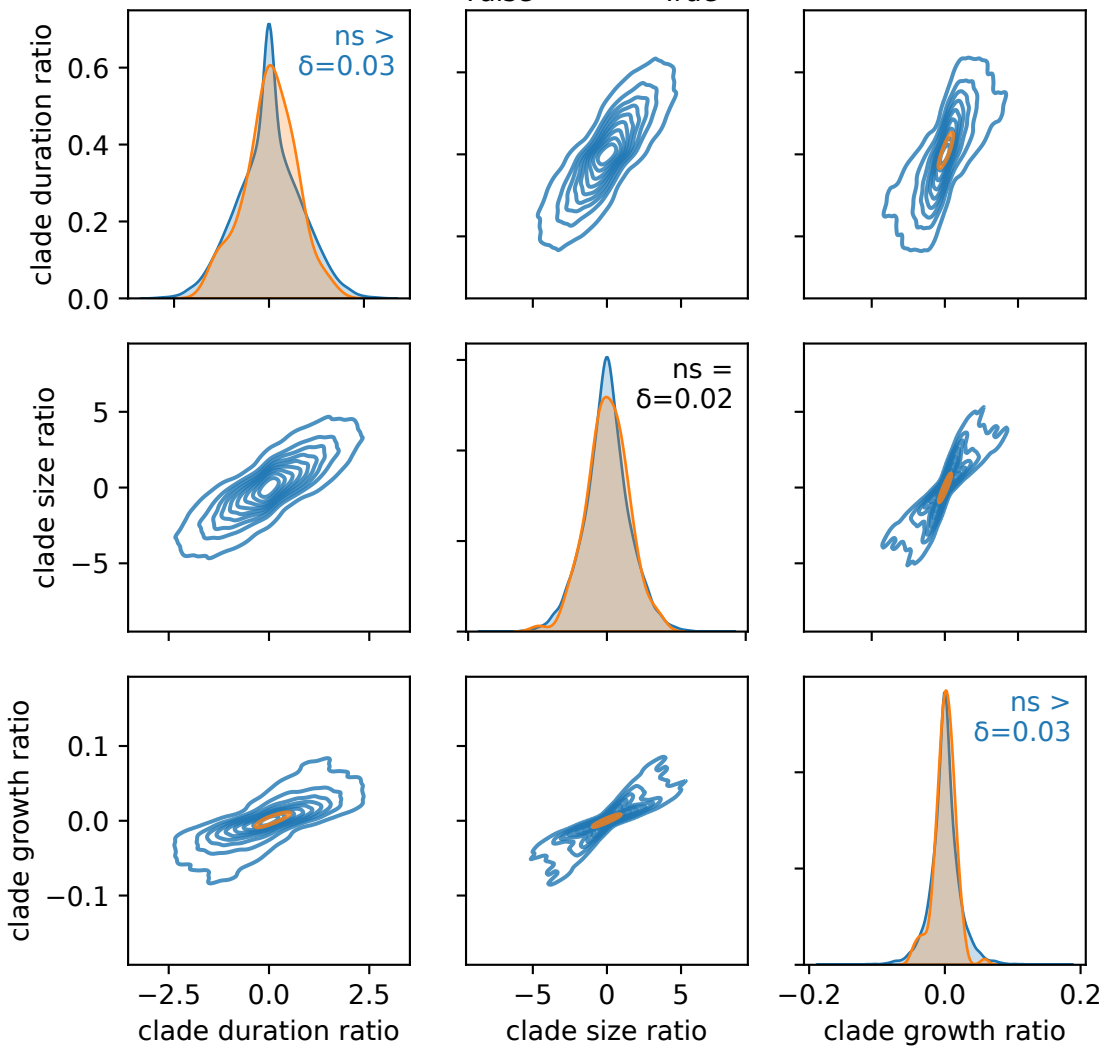 clade duration ratio
0.6
0.4
0.2
0.0
ns >
δ=0.03
clade size ratio
5
0
−5
ns =
δ=0.02
clade growth ratio
0.1
0.0
−0.1
ns >
δ=0.03
−2.5 0.0 2.5
−5 0 5
−0.2 0.0 0.2
clade duration ratio
clade size ratio
clade growth ratio